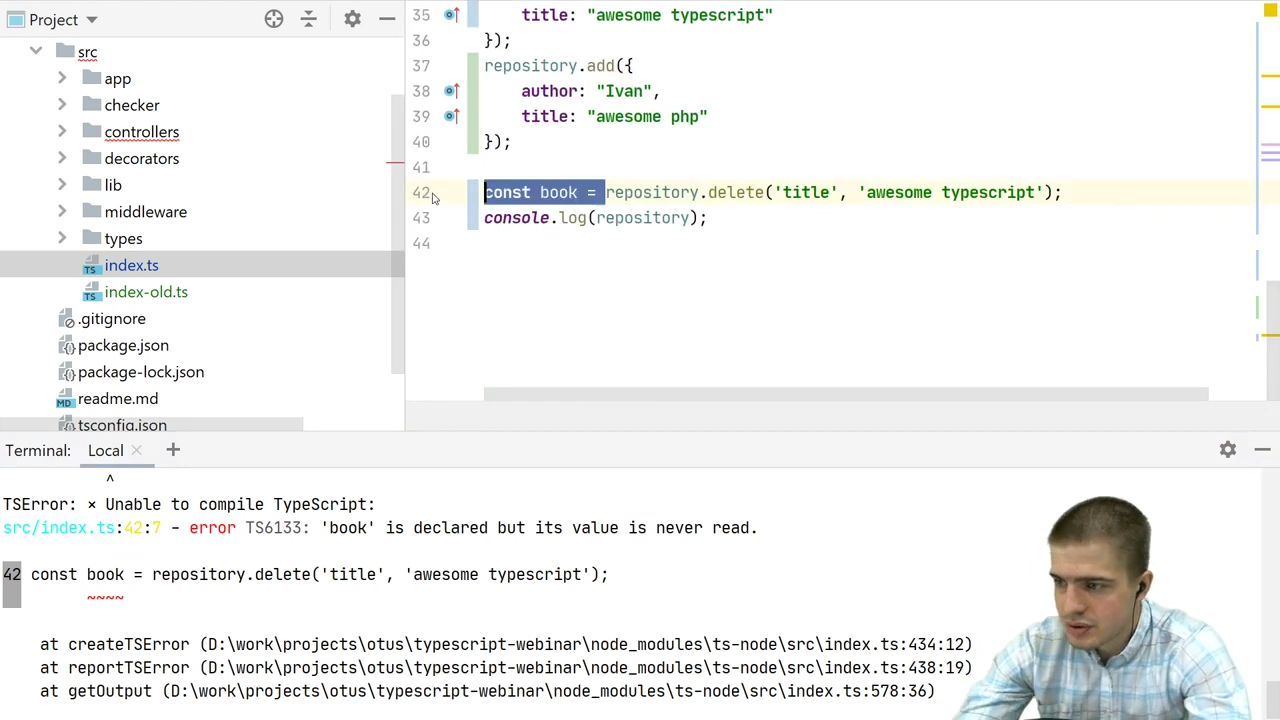 Project
src
app
checker
controllers
decorators
lib
middleware
types
index.ts
index-old.ts
.gitignore
package.json
package-lock.json
readme.md
tsconfig.json
35 title: "awesome typescript"
36 });
37 repository.add({
38 author: "Ivan",
39 title: "awesome php"
40 });
41
42 const book = repository.delete('title', 'awesome typescript');
43 console.log(repository);
44
Terminal: Local
^
TSError: ⨯ Unable to compile TypeScript:
src/index.ts:42:7 - error TS6133: 'book' is declared but its value is never read.
42 const book = repository.delete('title', 'awesome typescript');
~~~~
at createTSError (D:\work\projects\otus\typescript-webinar\node_modules\ts-node\src\index.ts:434:12)
at reportTSError (D:\work\projects\otus\typescript-webinar\node_modules\ts-node\src\index.ts:438:19)
at getOutput (D:\work\projects\otus\typescript-webinar\node_modules\ts-node\src\index.ts:578:36)